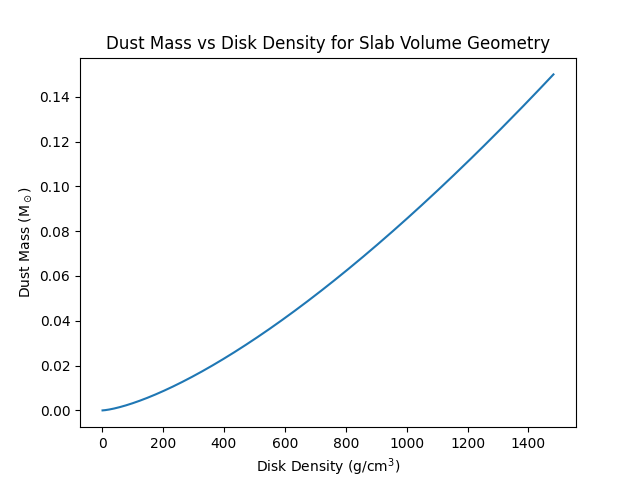 Dust Mass vs Disk Density for Slab Volume Geometry
Dust Mass (M⊙)
0.14
0.12
0.10
0.08
0.06
0.04
0.02
0.00
0 200 400 600 800 1000 1200 1400
Disk Density (g/cm³)